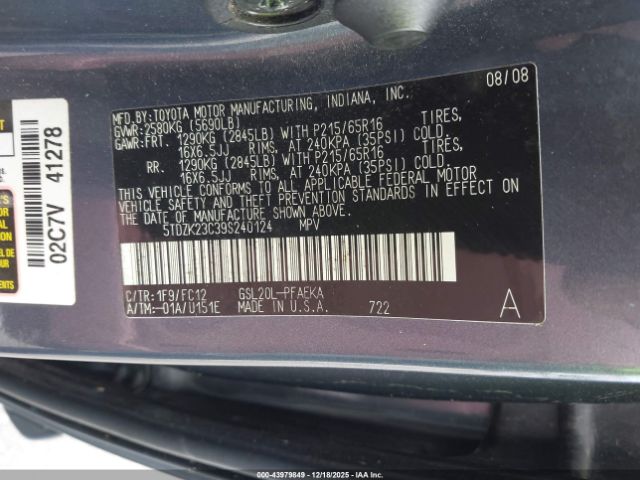 MFD.BY:TOYOTA MOTOR MANUFACTURING, INDIANA, INC. 08/08
GVWR:2580KG (5690LB)
GAWR:FRT. 1290KG (2845LB) WITH P215/65R16 TIRES,
16X6.5JJ RIMS, AT 240KPA (35PSI) COLD.
RR. 1290KG (2845LB) WITH P215/65R16 TIRES,
16X6.5JJ RIMS, AT 240KPA (35PSI) COLD.
THIS VEHICLE CONFORMS TO ALL APPLICABLE FEDERAL MOTOR
VEHICLE SAFETY AND THEFT PREVENTION STANDARDS IN EFFECT ON
THE DATE OF MANUFACTURE SHOWN ABOVE.
5TDZK23C39S240124 MPV
C/TR:1F9/FC12 GSL20L-PFAEKA
A/TM:-01A/U151E MADE IN U.S.A. 722 A
02C7V 41278
00-43979849 - 12/18/2025 - IAAI.CA